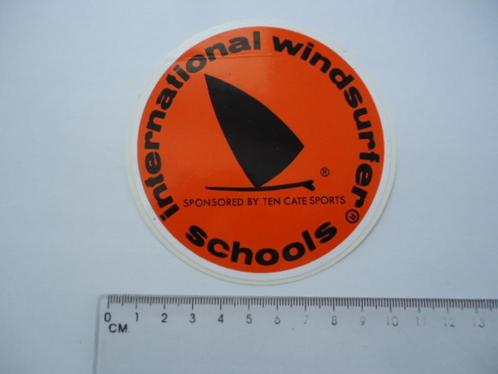 international windsurfer®
schools
®
SPONSORED BY TEN CATE SPORTS
0 1 2 3 4 5 6 7 8 9 10 11 12 13
CM